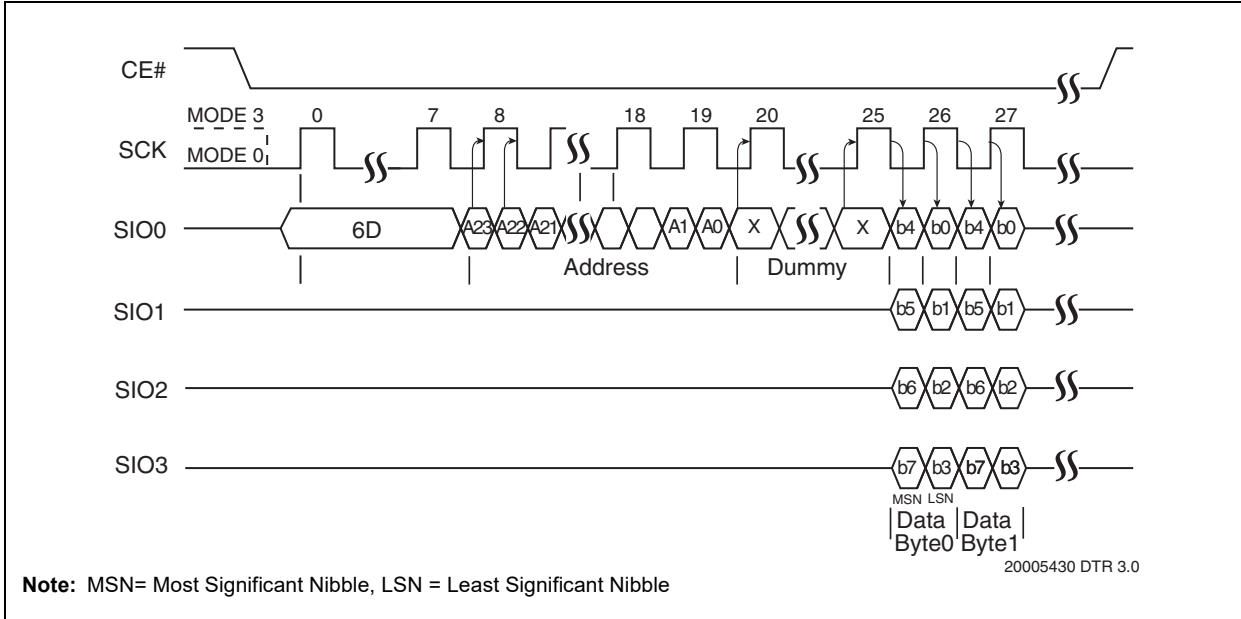 CE#
MODE 3 0 7 8 18 19 20 25 26 27
SCK
MODE 0
SIO0 6D A23 A22 A21 A1 A0 X X b4 b0 b4 b0
Address Dummy
SIO1 b5 b1 b5 b1
SIO2 b6 b2 b6 b2
SIO3 b7 b3 b7 b3
MSN LSN
Data Data
Byte0 Byte1
20005430 DTR 3.0
Note: MSN= Most Significant Nibble, LSN = Least Significant Nibble